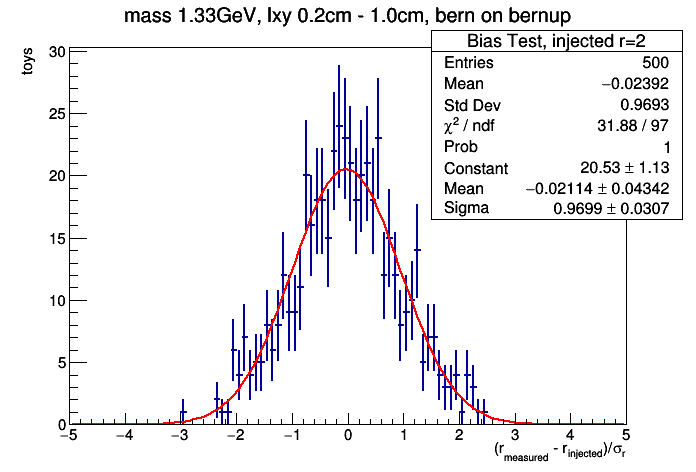 mass 1.33GeV, lxy 0.2cm - 1.0cm, bern on bernup
Bias Test, injected r=2
Entries 500
Mean −0.02392
Std Dev 0.9693
χ² / ndf 31.88 / 97
Prob 1
Constant 20.53 ± 1.13
Mean −0.02114 ± 0.04342
Sigma 0.9699 ± 0.0307
toys
30
25
20
15
10
5
0
−5 −4 −3 −2 −1 0 1 2 3 4 5
(r_measured - r_injected)/σ_r